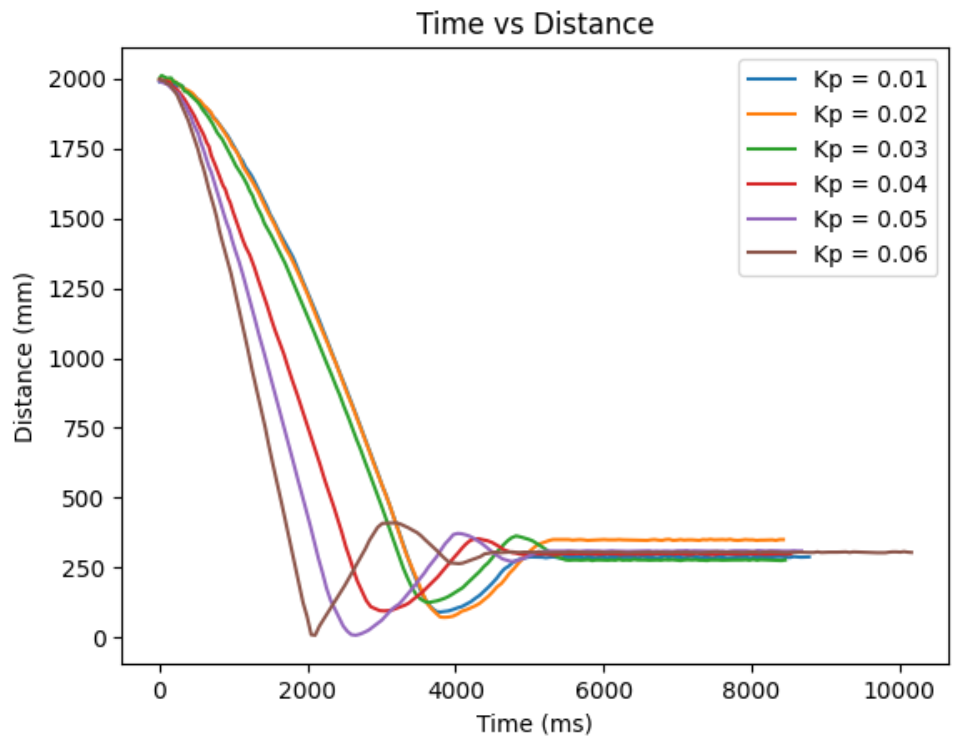 Time vs Distance
Distance (mm)
2000
1750
1500
1250
1000
750
500
250
0
Kp = 0.01
Kp = 0.02
Kp = 0.03
Kp = 0.04
Kp = 0.05
Kp = 0.06
0
2000
4000
6000
8000
10000
Time (ms)